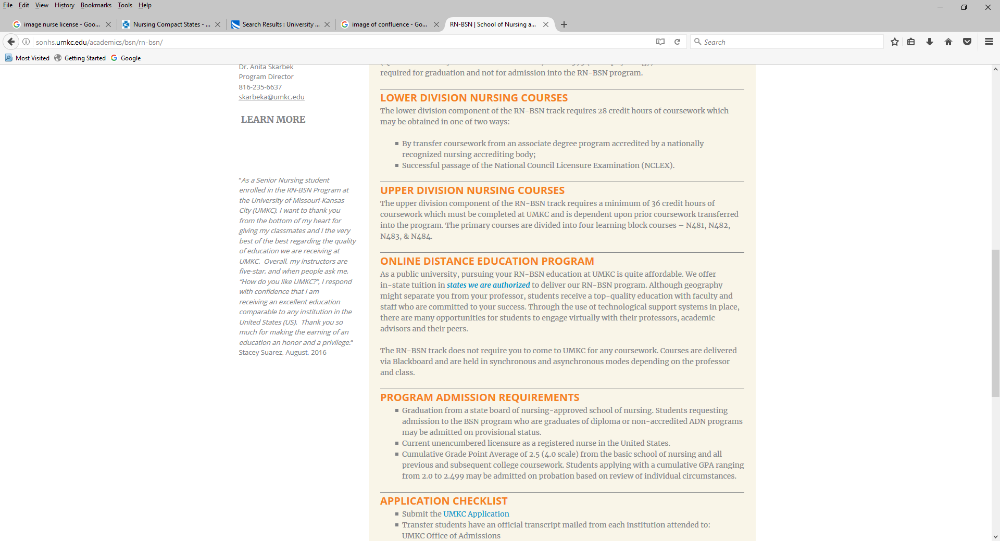 File Edit View History Bookmarks Tools Help
image nurse license - Goo...
Nursing Compact States - ...
Search Results : University ...
image of confluence - Go...
RN-BSN | School of Nursing a...
sonhs.umkc.edu/academics/bsn/rn-bsn/
Search
Most Visited Getting Started Google
Dr. Anita Skarbek
Program Director
816-235-6637
skarbeka@umkc.edu
LEARN MORE
"As a Senior Nursing student
enrolled in the RN-BSN Program at
the University of Missouri-Kansas
City (UMKC), I want to thank you
from the bottom of my heart for
giving my classmates and I the very
best of the best regarding the quality
of education we are receiving at
UMKC. Overall, my instructors are
five-star, and when people ask me,
"How do you like UMKC?", I respond
with confidence that I am
receiving an excellent education
comparable to any institution in the
United States (US). Thank you so
much for making the earning of an
education an honor and a privilege."
Stacey Suarez, August, 2016
required for graduation and not for admission into the RN-BSN program.
LOWER DIVISION NURSING COURSES
The lower division component of the RN-BSN track requires 28 credit hours of coursework which
may be obtained in one of two ways:
▪ By transfer coursework from an associate degree program accredited by a nationally
recognized nursing accrediting body;
▪ Successful passage of the National Council Licensure Examination (NCLEX).
UPPER DIVISION NURSING COURSES
The upper division component of the RN-BSN track requires a minimum of 36 credit hours of
coursework which must be completed at UMKC and is dependent upon prior coursework transferred
into the program. The primary courses are divided into four learning block courses – N481, N482,
N483, & N484.
ONLINE DISTANCE EDUCATION PROGRAM
As a public university, pursuing your RN-BSN education at UMKC is quite affordable. We offer
in-state tuition in states we are authorized to deliver our RN-BSN program. Although geography
might separate you from your professor, students receive a top-quality education with faculty and
staff who are committed to your success. Through the use of technological support systems in place,
there are many opportunities for students to engage virtually with their professors, academic
advisors and their peers.
The RN-BSN track does not require you to come to UMKC for any coursework. Courses are delivered
via Blackboard and are held in synchronous and asynchronous modes depending on the professor
and class.
PROGRAM ADMISSION REQUIREMENTS
▪ Graduation from a state board of nursing-approved school of nursing. Students requesting
admission to the BSN program who are graduates of diploma or non-accredited ADN programs
may be admitted on provisional status.
▪ Current unencumbered licensure as a registered nurse in the United States.
▪ Cumulative Grade Point Average of 2.5 (4.0 scale) from the basic school of nursing and all
previous and subsequent college coursework. Students applying with a cumulative GPA ranging
from 2.0 to 2.499 may be admitted on probation based on review of individual circumstances.
APPLICATION CHECKLIST
▪ Submit the UMKC Application
▪ Transfer students have an official transcript mailed from each institution attended to:
UMKC Office of Admissions